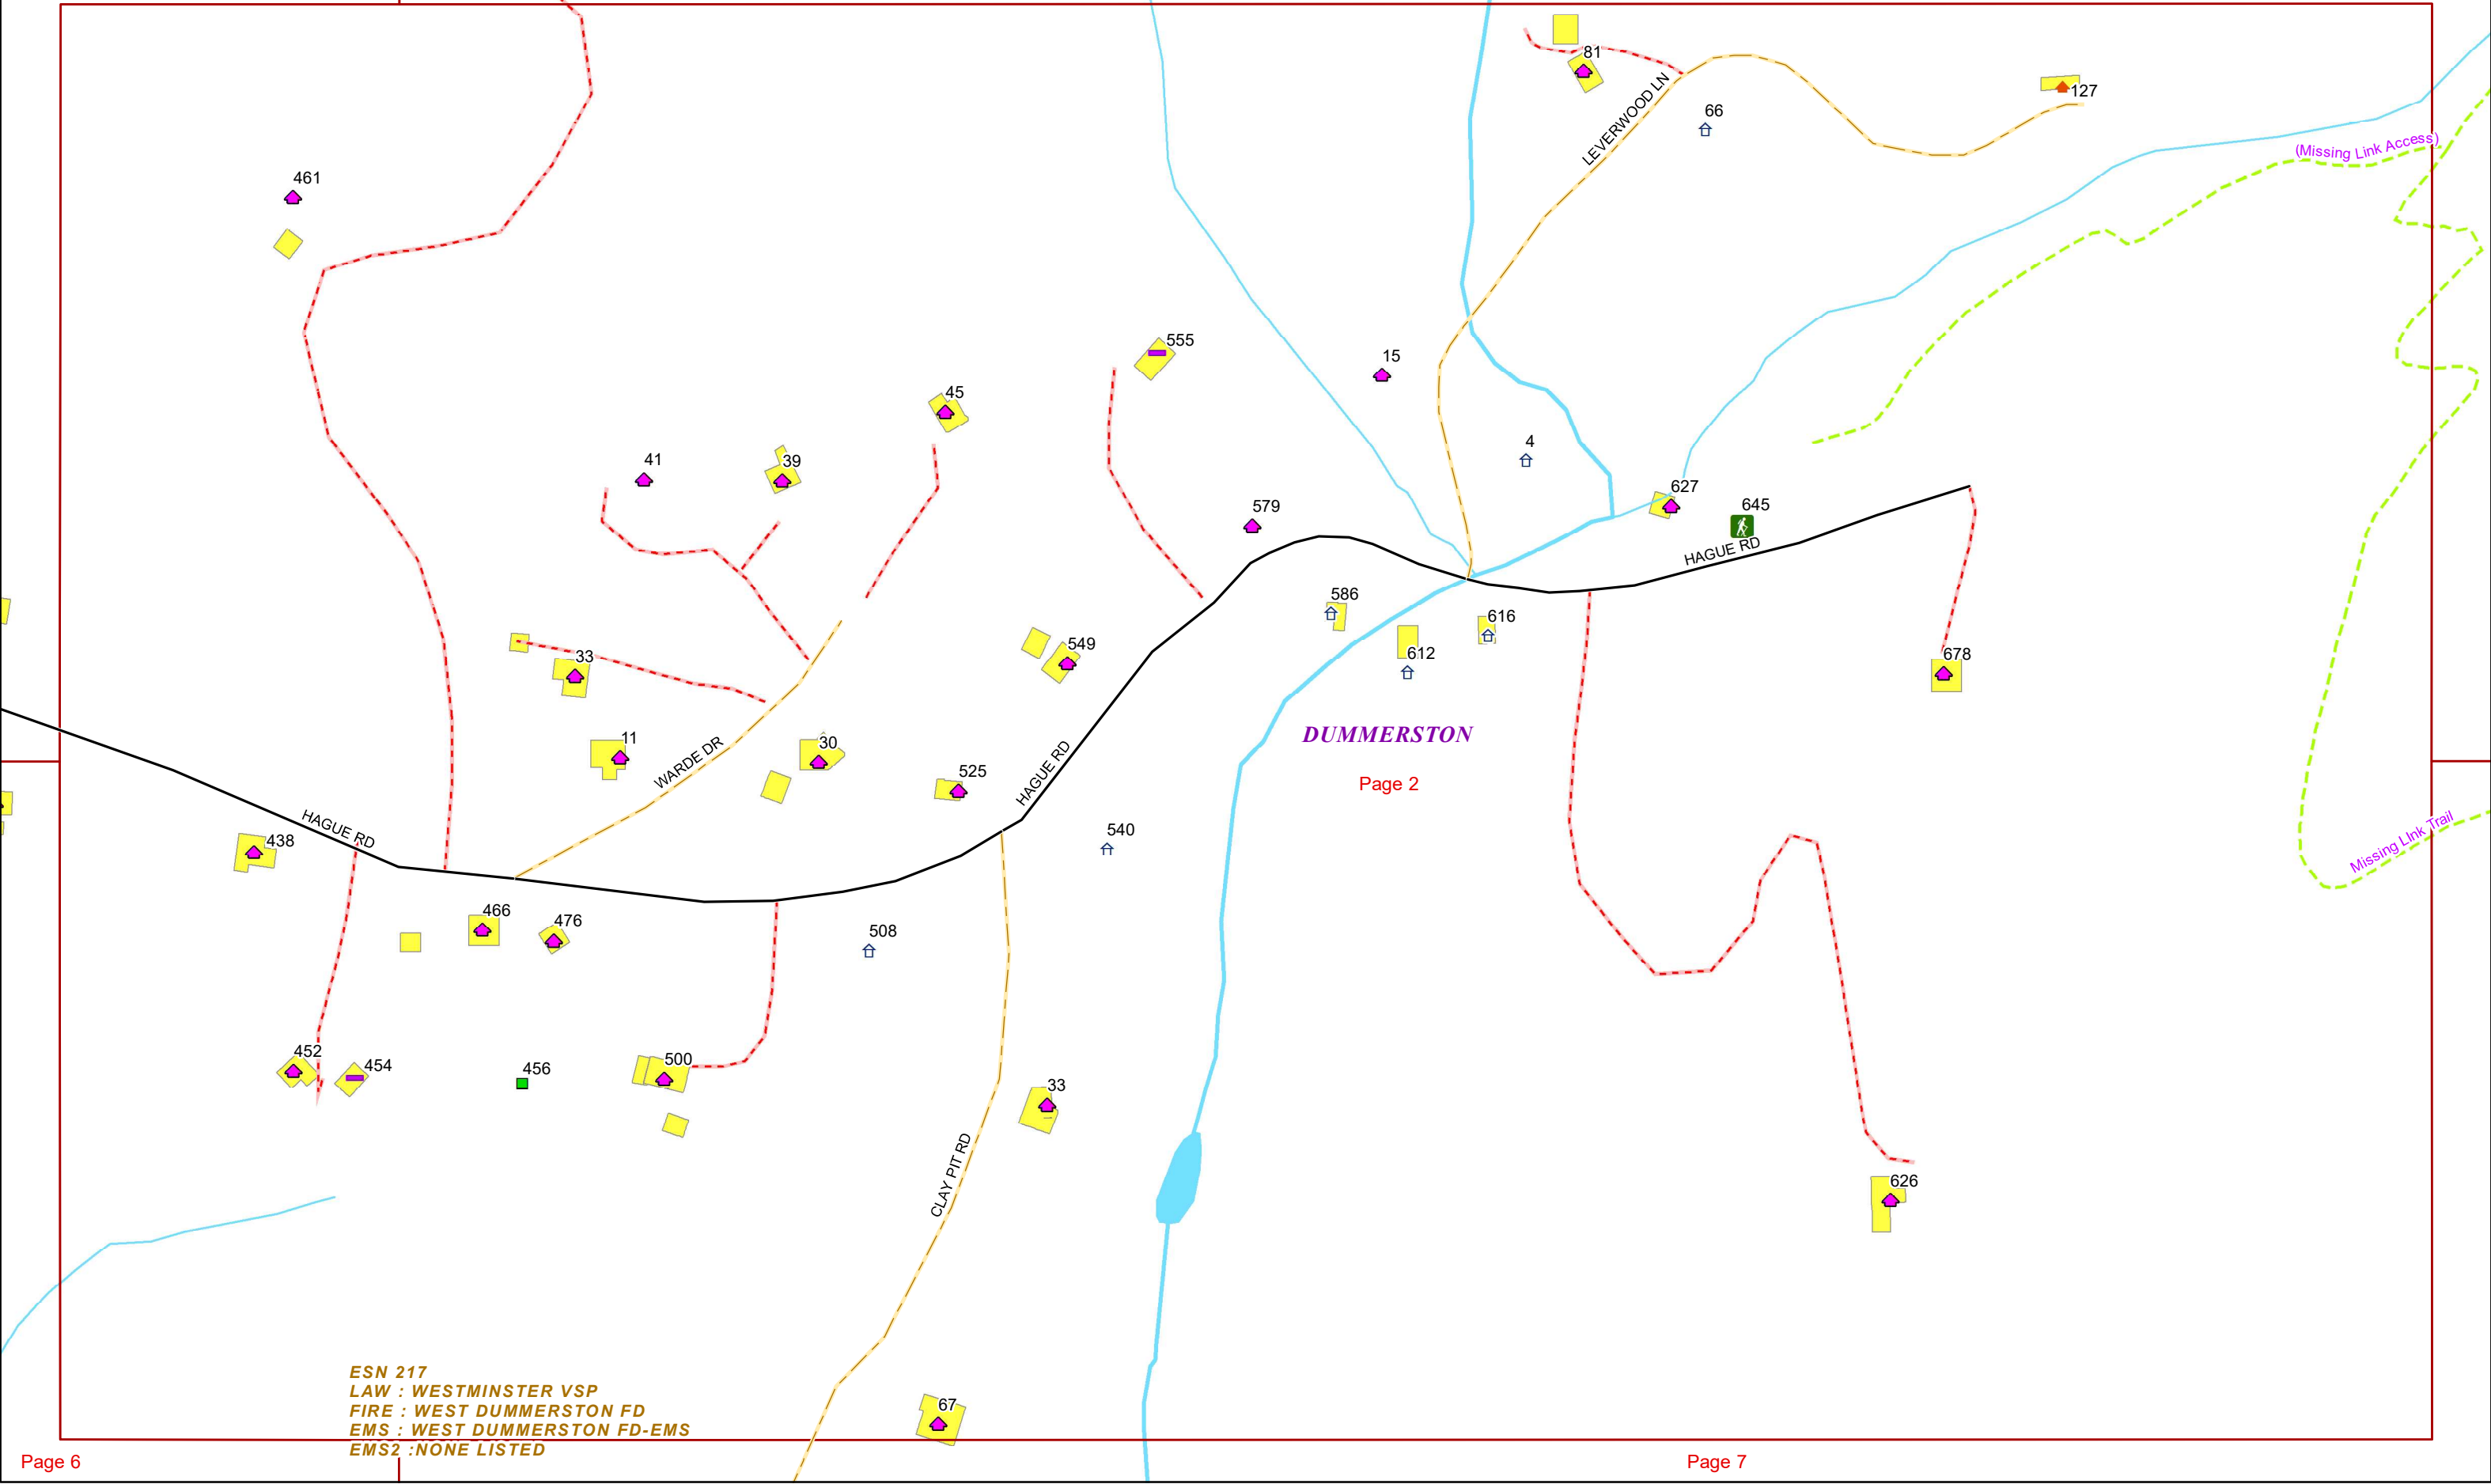 81
127
66
LEVERWOOD LN
(Missing Link Access)
461
555
15
45
4
41
39
627
579
645
HAGUE RD
586
616
33
549
612
678
DUMMERSTON
11
30
WARDE DR
525
HAGUE RD
Page 2
540
HAGUE RD
438
Missing LInk Trail
466
476
508
452
454
456
500
33
CLAY PIT RD
626
67
ESN 217
LAW : WESTMINSTER VSP
FIRE : WEST DUMMERSTON FD
EMS : WEST DUMMERSTON FD-EMS
EMS2 :NONE LISTED
Page 6
Page 7